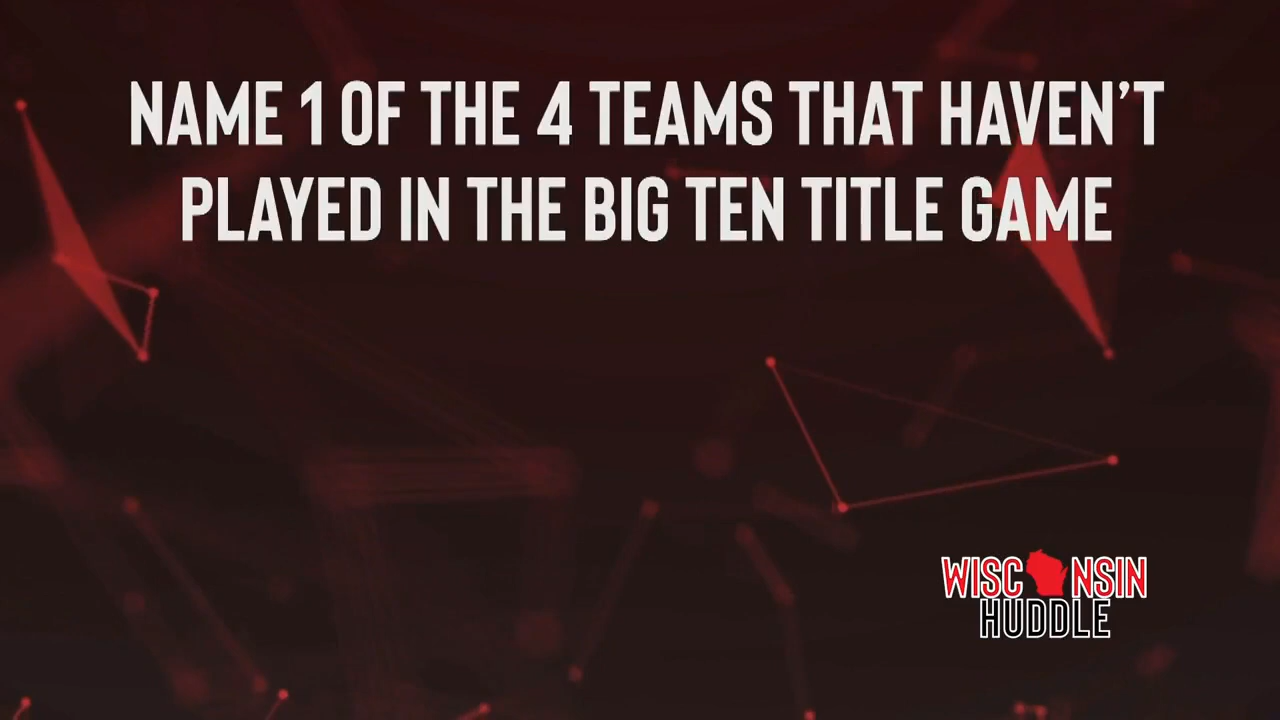 NAME 1 OF THE 4 TEAMS THAT HAVEN'T
PLAYED IN THE BIG TEN TITLE GAME
WISCONSIN
HUDDLE